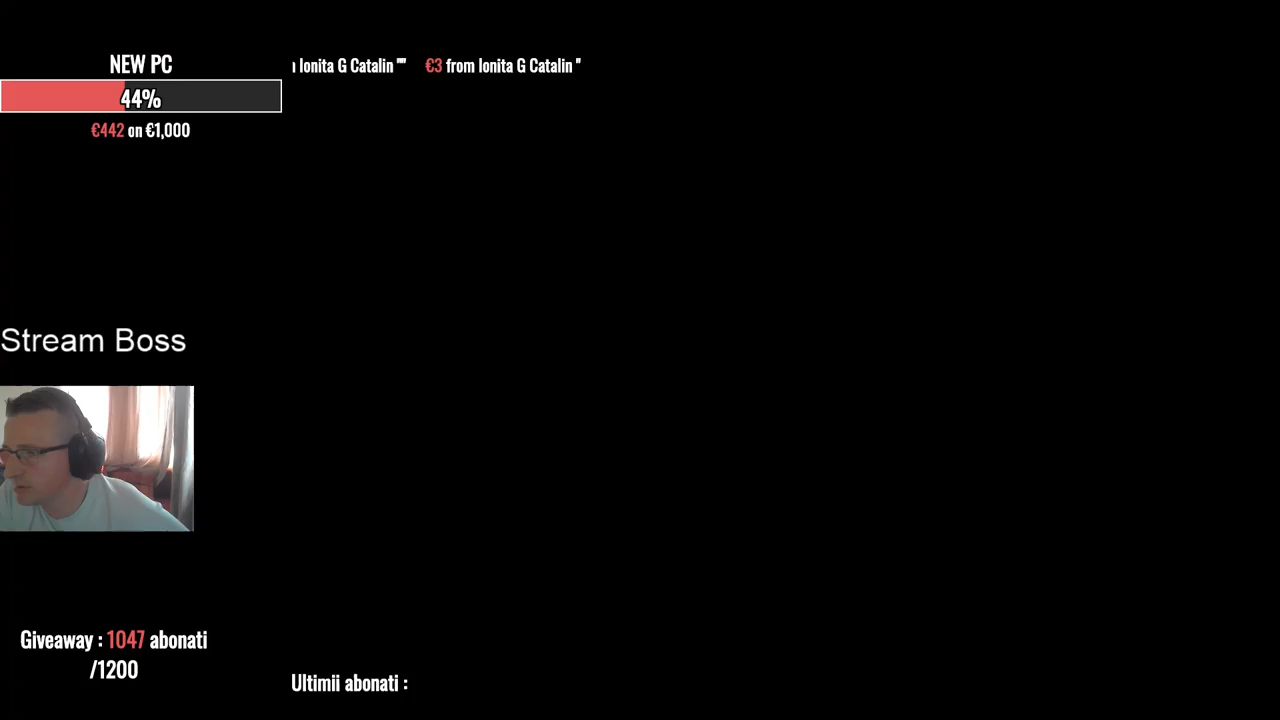 NEW PC
Ionita G Catalin "" €3 from Ionita G Catalin "
44%
€442 on €1,000
Stream Boss
Giveaway : 1047 abonati
/1200
Ultimii abonati :